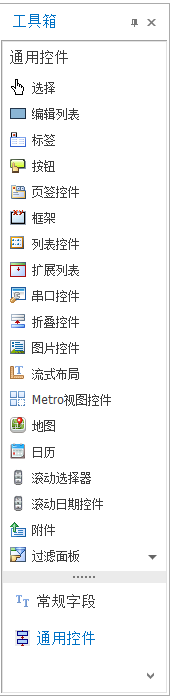 工具箱
通用控件
选择
编辑列表
标签
按钮
页签控件
框架
列表控件
扩展列表
串口控件
折叠控件
图片控件
流式布局
Metro视图控件
地图
日历
滚动选择器
滚动日期控件
附件
过滤面板
常规字段
通用控件